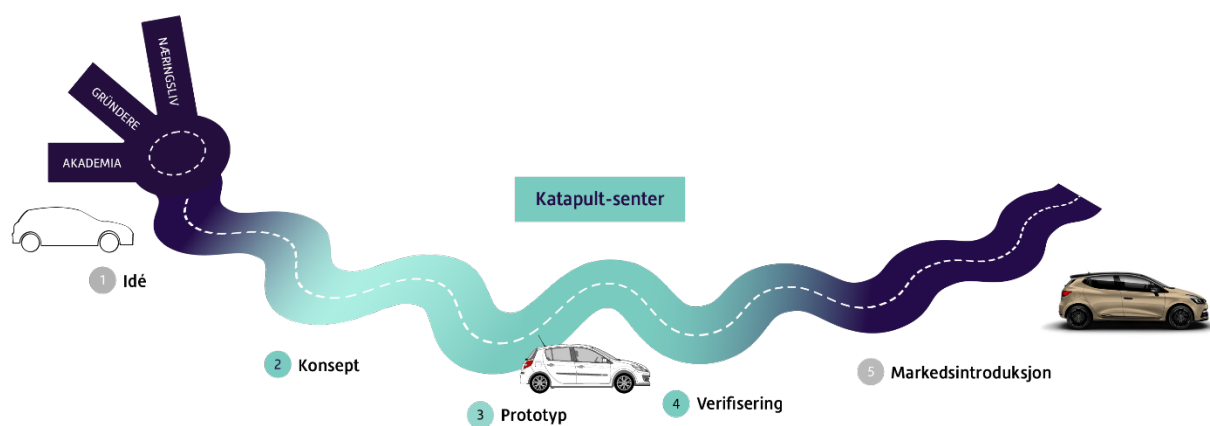 NÆRINGSLIV
GRÜNDERE
AKADEMIA
Katapult-senter
1 Idé
2 Konsept
3 Prototyp
4 Verifisering
5 Markedsintroduksjon